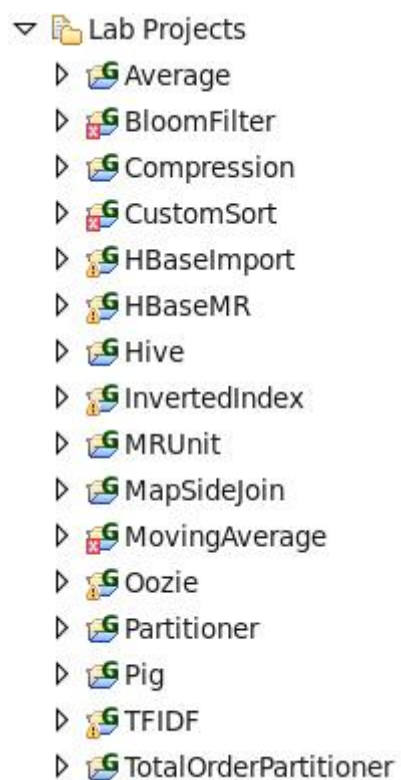 Lab Projects
Average
BloomFilter
Compression
CustomSort
HBaseImport
HBaseMR
Hive
InvertedIndex
MRUnit
MapSideJoin
MovingAverage
Oozie
Partitioner
Pig
TFIDF
TotalOrderPartitioner